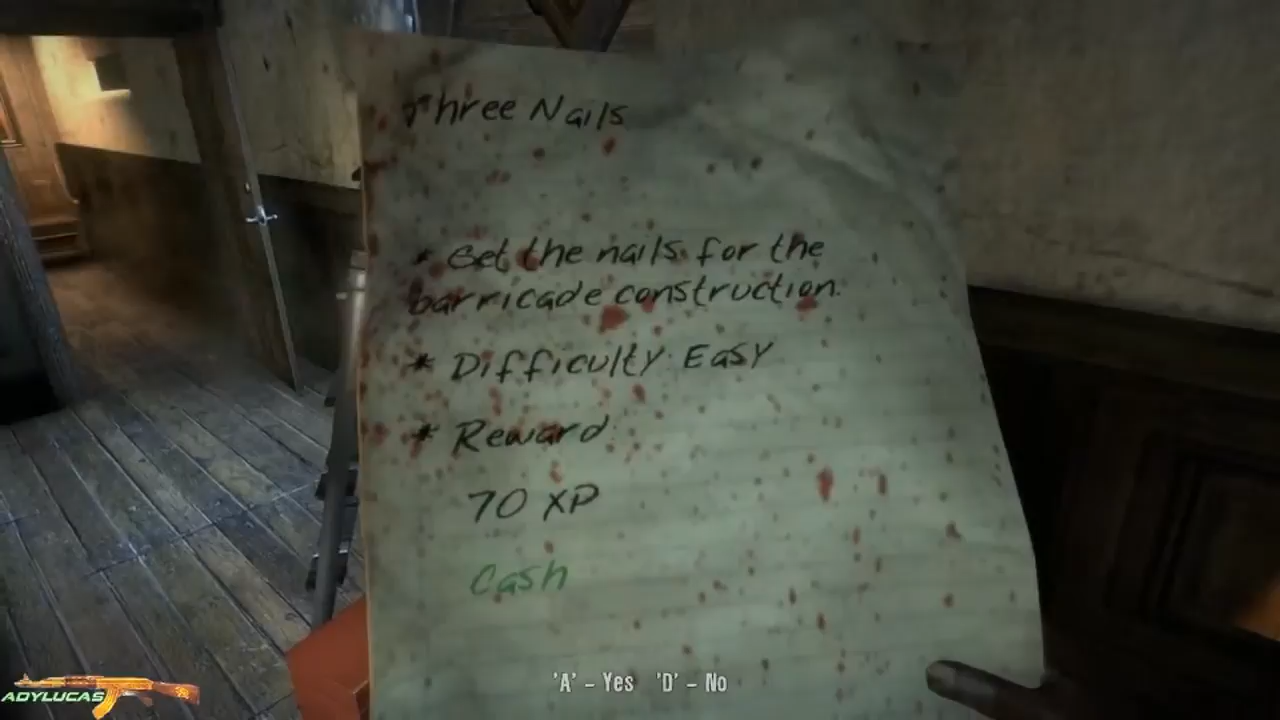 Three Nails
* Get the nails for the
barricade construction.
* Difficulty Easy
* Reward
70 XP
Cash
'A' - Yes 'D' - No
ADYLUCAS